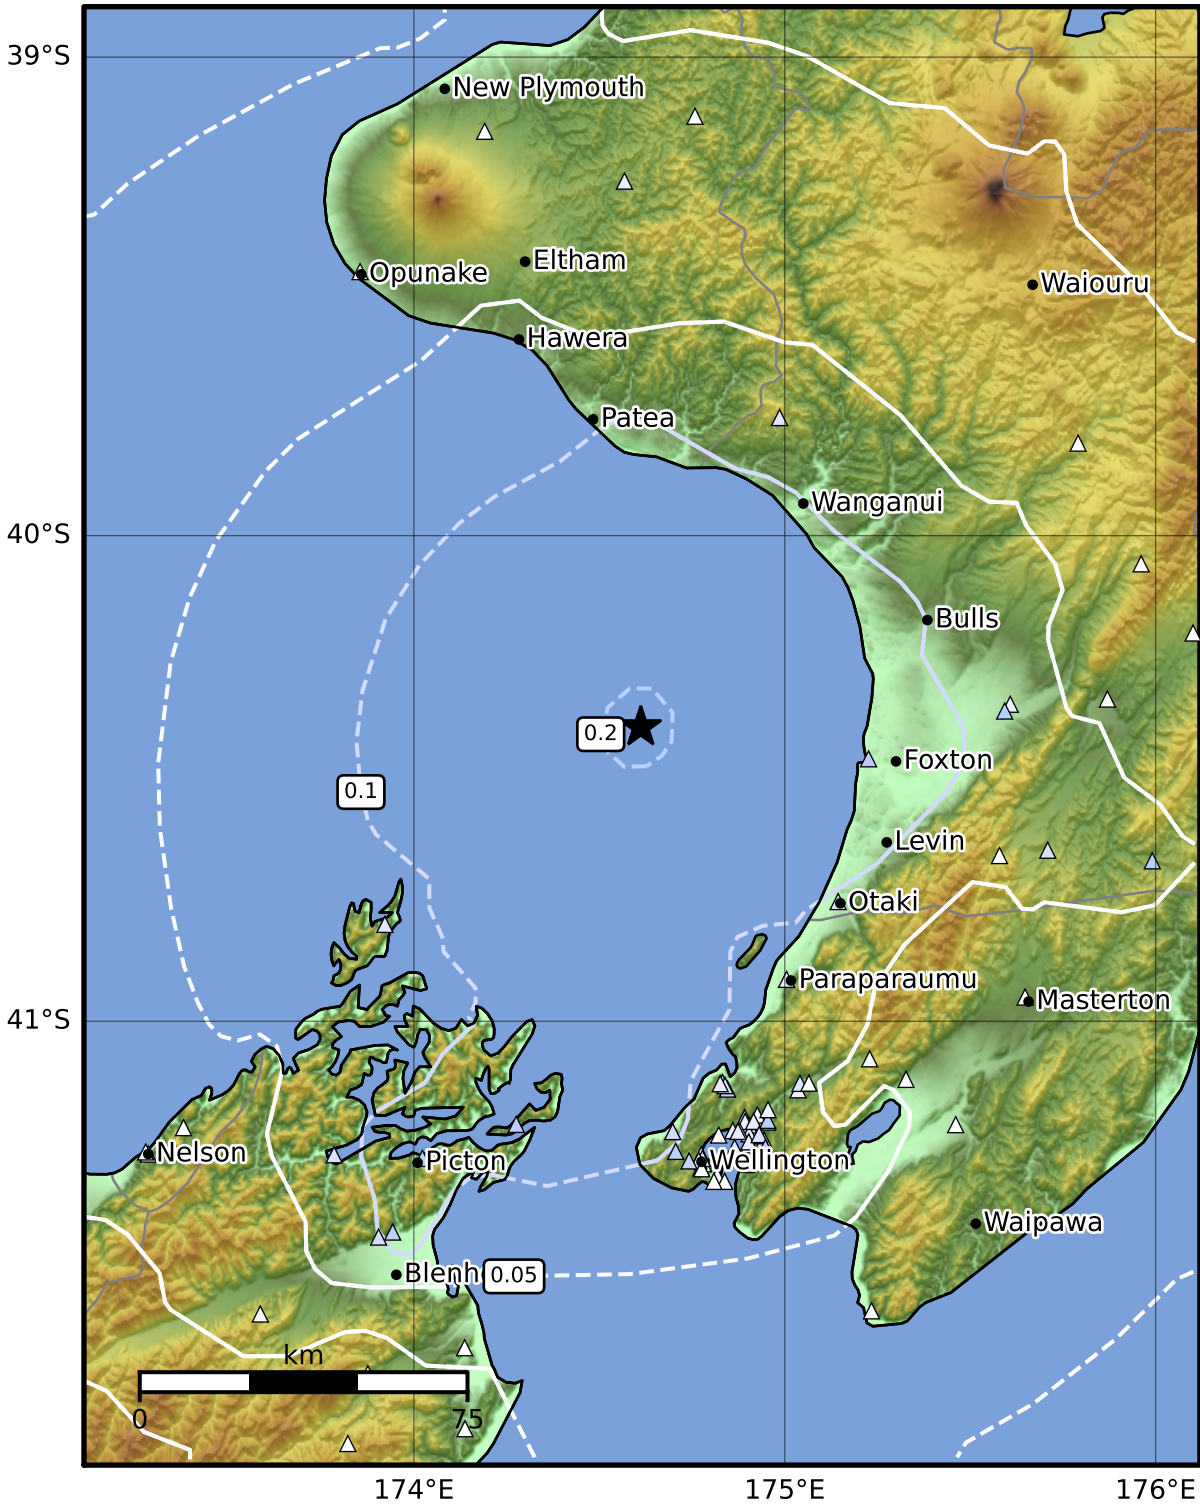 39°S
New Plymouth
Eltham
Opunake
Waiouru
Hawera
Patea
Wanganui
40°S
Bulls
0.2
Foxton
0.1
Levin
Otaki
Paraparaumu
Masterton
41°S
Nelson
Picton
Wellington
Waipawa
Blenh
0.05
km
0
75
174°E
175°E
176°E